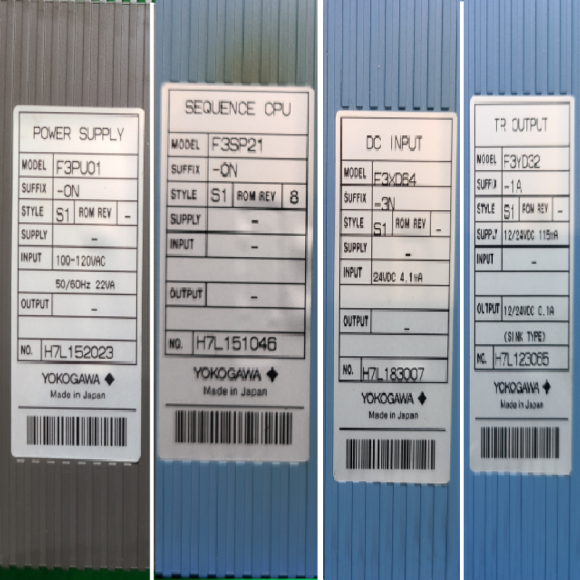 POWER SUPPLY
MODEL F3PU01
SUFFIX -0N
STYLE S1 ROM REV -
SUPPLY -
INPUT 100-120VAC
50/60Hz 22VA
OUTPUT -
NO. H7L152023
YOKOGAWA
Made in Japan
SEQUENCE CPU
MODEL F3SP21
SUFFIX -0N
STYLE S1 ROM REV 8
SUPPLY -
INPUT -
OUTPUT -
NO. H7L151046
YOKOGAWA
Made in Japan
DC INPUT
MODEL F3XD64
SUFFIX -3N
STYLE S1 ROM REV -
SUPPLY -
INPUT 24VDC 4.1mA
OUTPUT -
NO. H7L183007
YOKOGAWA
Made in Japan
TR OUTPUT
MODEL F3YD32
SUFFIX -1A
STYLE S1 ROM REV -
SUPPLY 12/24VDC 115mA
INPUT -
OUTPUT 12/24VDC 0.1A
(SINK TYPE)
NO. H7L123065
YOKOGAWA
Made in Japan